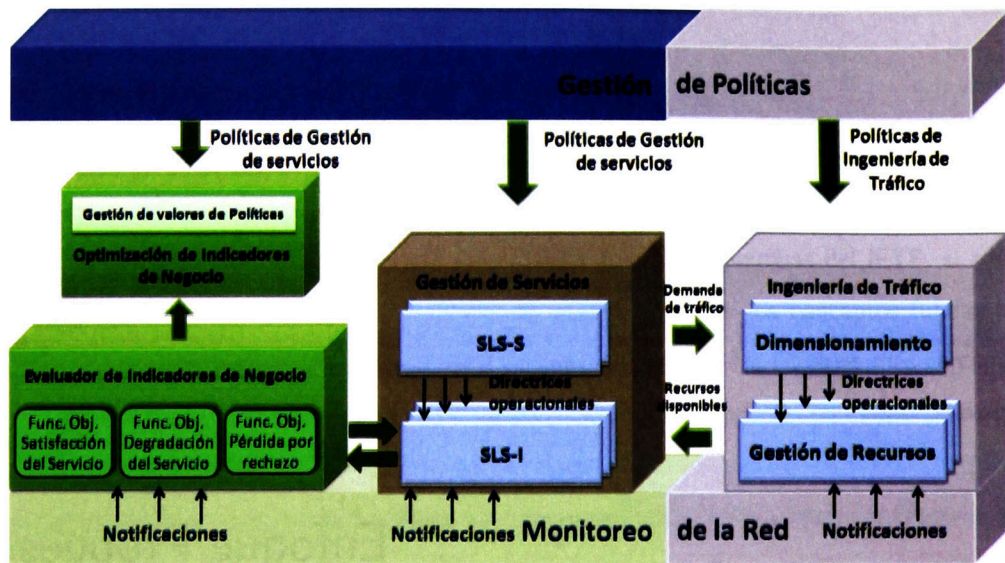 Gestión de Políticas
Políticas de Gestión
de servicios
Políticas de Gestión
de servicios
Políticas de
Ingeniería de
Tráfico
Gestión de valores de Políticas
Optimización de Indicadores
de Negocio
Evaluador de Indicadores de Negocio
Func. Obj.
Satisfacción
del Servicio
Func. Obj.
Degradación
del Servicio
Func. Obj.
Pérdida por
rechazo
Notificaciones
Gestión de Servicios
SLS-S
Directrices
operacionales
SLS-I
Notificaciones
Demanda
de tráfico
Recursos
disponibles
Ingeniería de Tráfico
Dimensionamiento
Directrices
operacionales
Gestión de Recursos
Notificaciones
Monitoreo de la Red